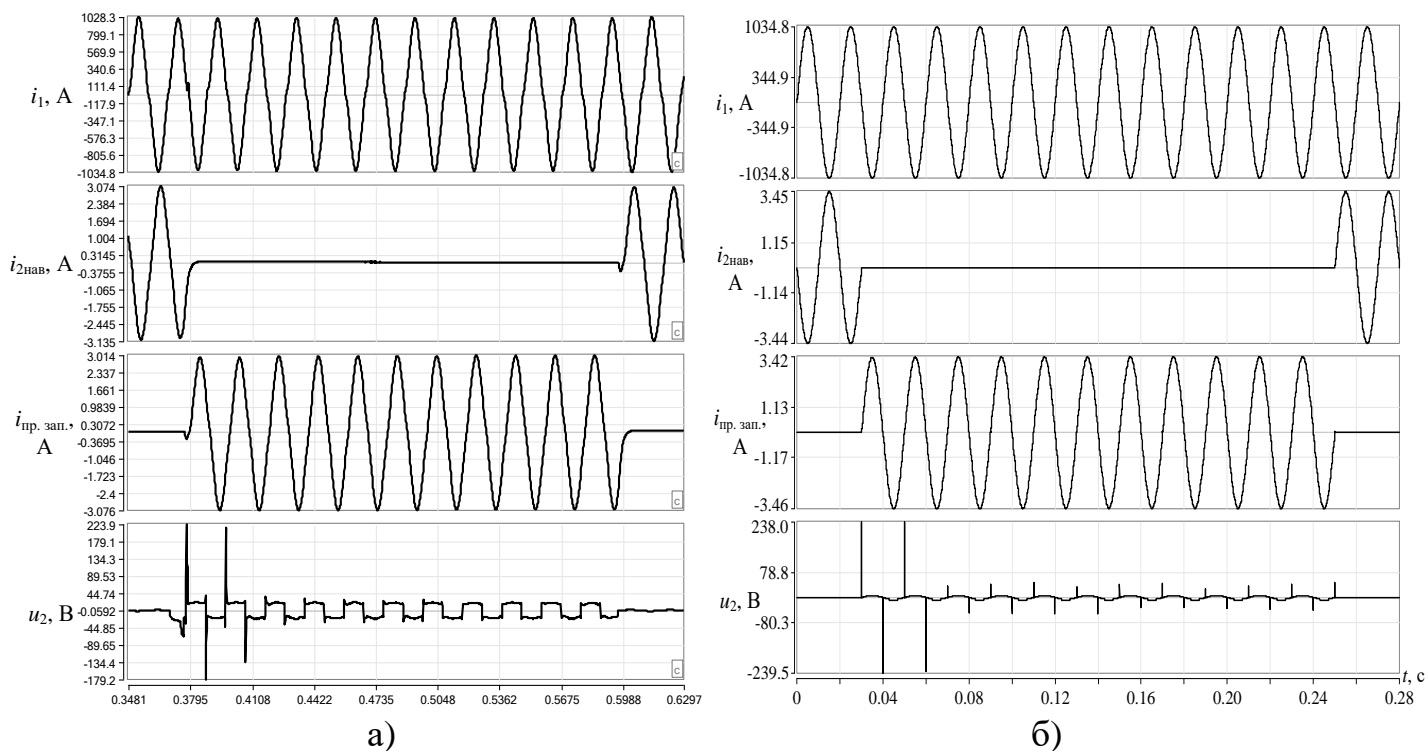 1028.3
799.1
569.9
340.6
111.4
-117.9
-347.1
-576.3
-805.6
-1034.8
i1, А
c
3.074
2.384
1.694
1.004
0.3145
-0.3755
-1.065
-1.755
-2.445
-3.135
i2нав, А
c
3.014
2.337
1.661
0.9839
0.3072
-0.3695
-1.046
-1.723
-2.4
-3.076
iпр. зап.,
А
c
223.9
179.1
134.3
89.53
44.74
-0.0592
-44.85
-89.65
-134.4
-179.2
u2, В
c
0.3481 0.3795 0.4108 0.4422 0.4735 0.5048 0.5362 0.5675 0.5988 0.6297
а)
1034.8
344.9
-344.9
-1034.8
i1, А
3.45
1.15
-1.14
-3.44
i2нав,
А
3.42
1.13
-1.17
-3.46
iпр. зап.,
А
238.0
78.8
-80.3
-239.5
u2, В
t, с
0 0.04 0.08 0.12 0.16 0.20 0.24 0.28
б)